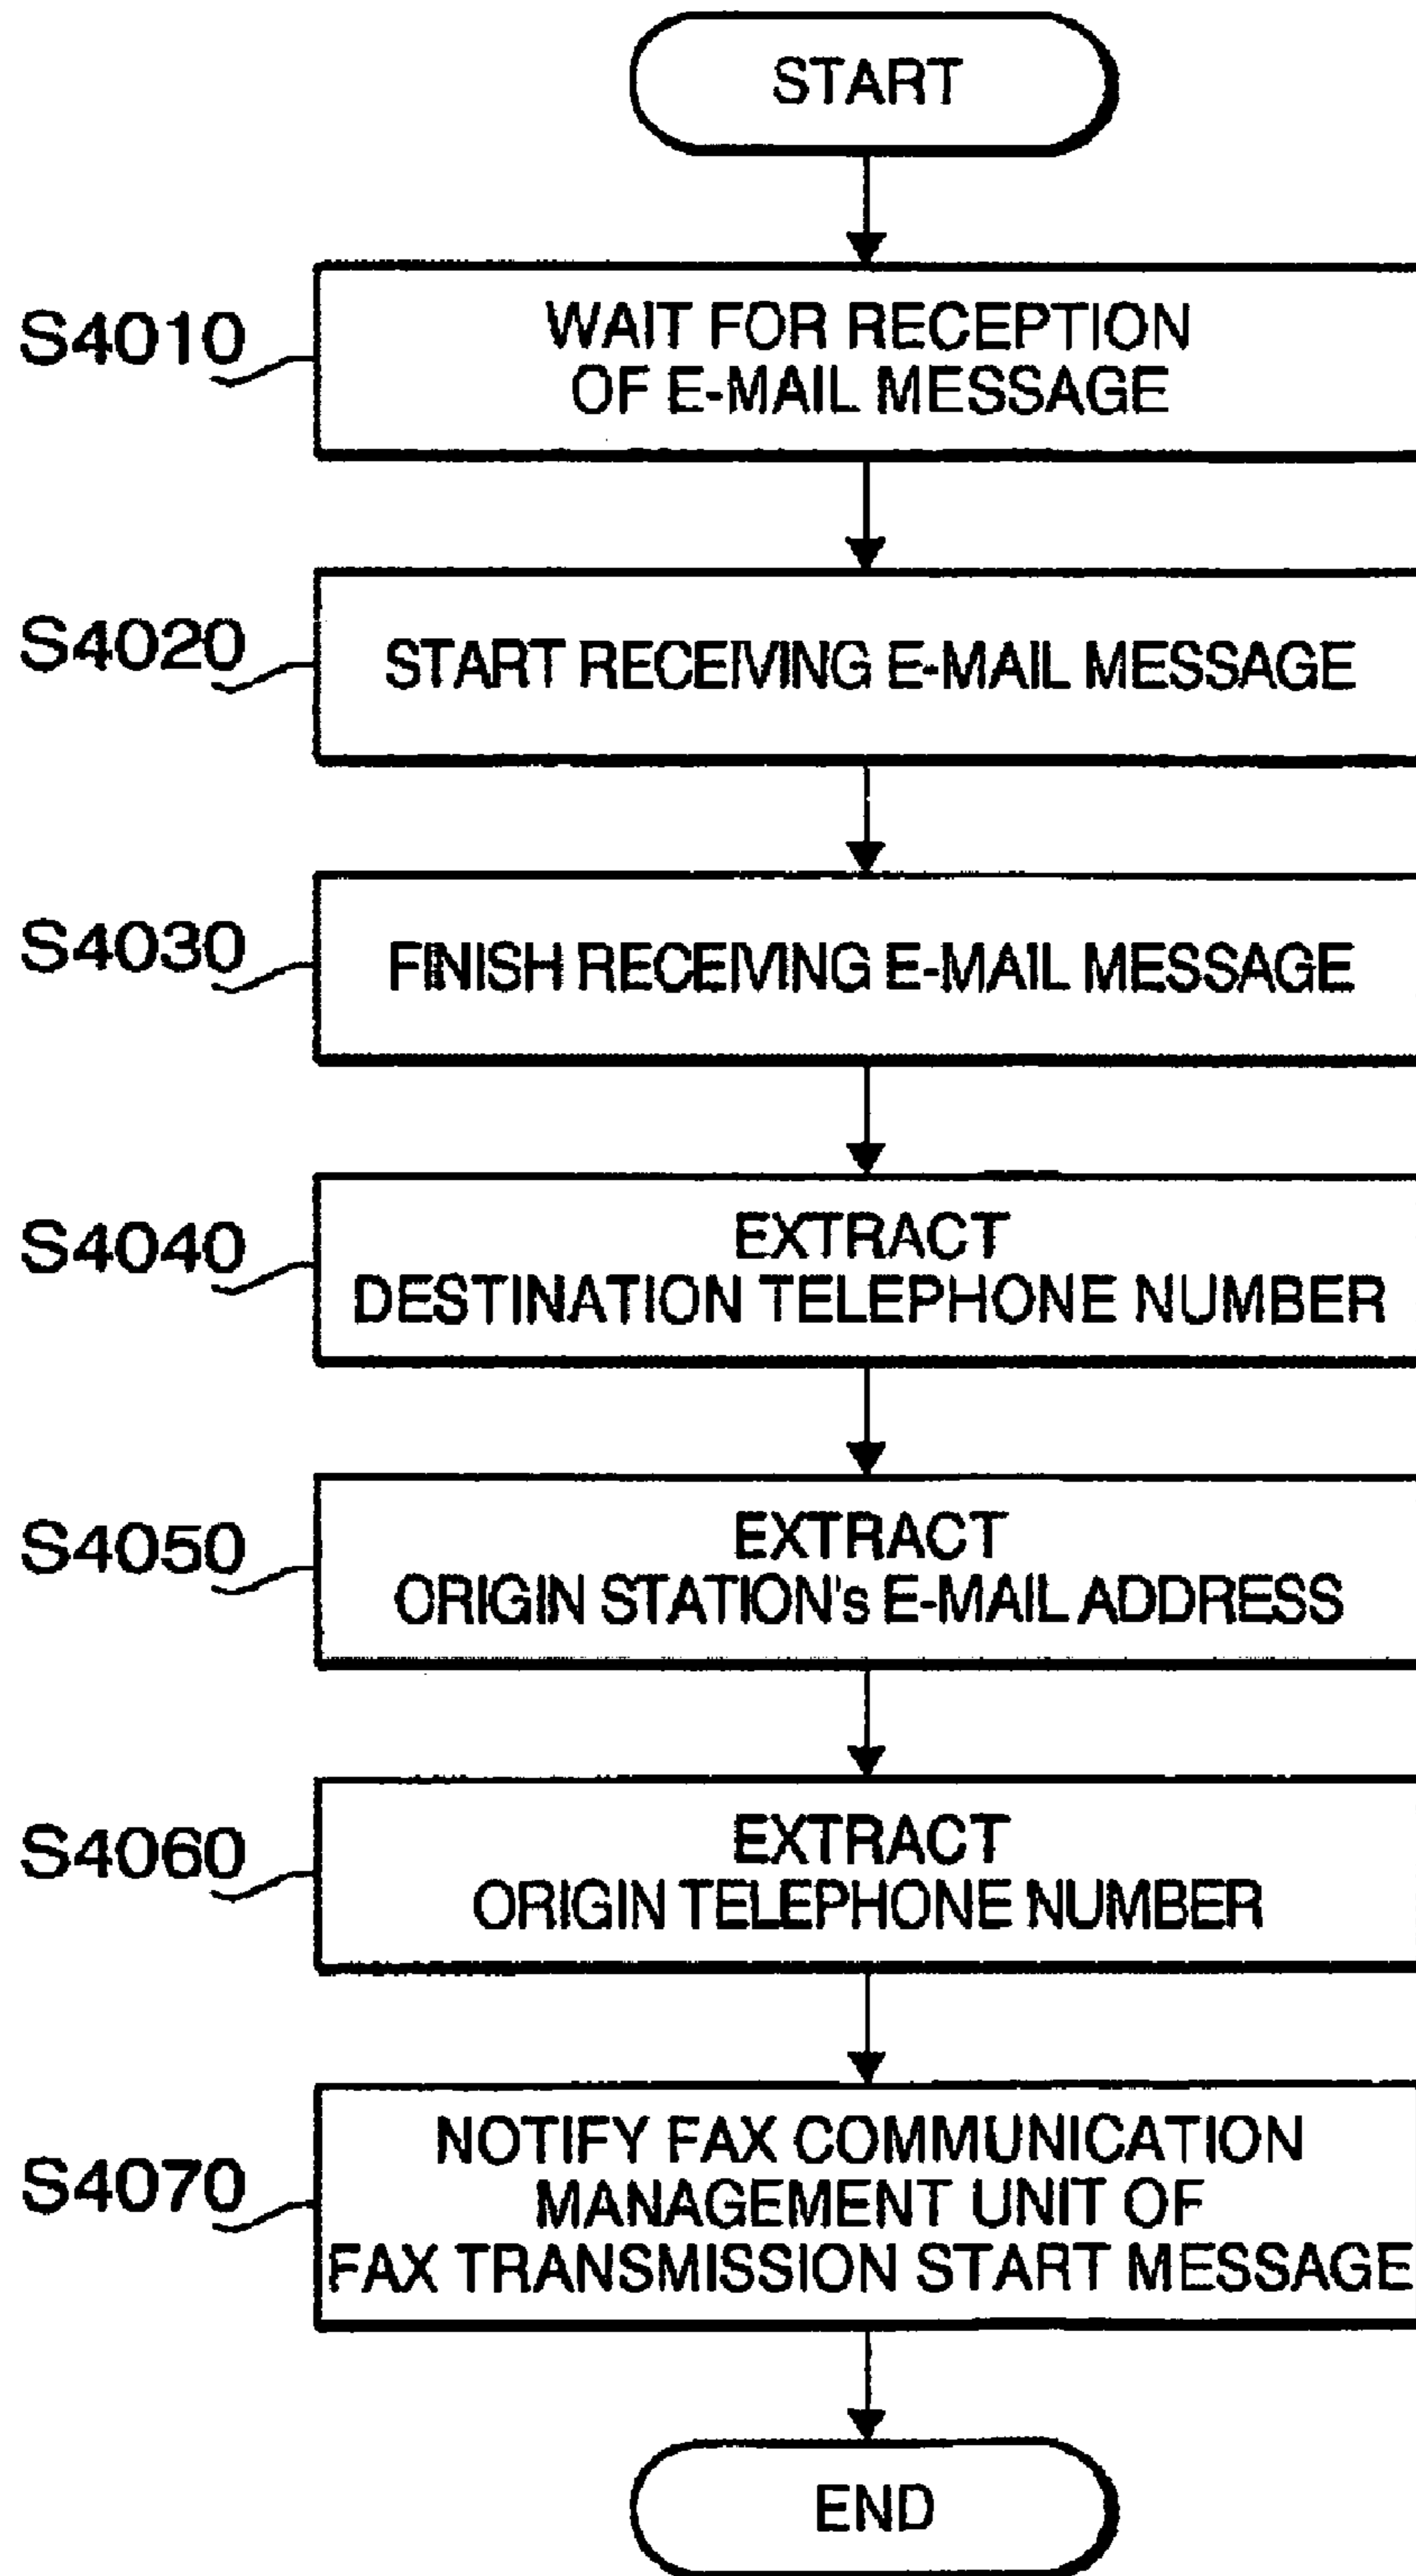 START
S4010
WAIT FOR RECEPTION
OF E-MAIL MESSAGE
S4020
START RECEIVING E-MAIL MESSAGE
S4030
FINISH RECEIVING E-MAIL MESSAGE
S4040
EXTRACT
DESTINATION TELEPHONE NUMBER
S4050
EXTRACT
ORIGIN STATION's E-MAIL ADDRESS
S4060
EXTRACT
ORIGIN TELEPHONE NUMBER
S4070
NOTIFY FAX COMMUNICATION
MANAGEMENT UNIT OF
FAX TRANSMISSION START MESSAGE
END